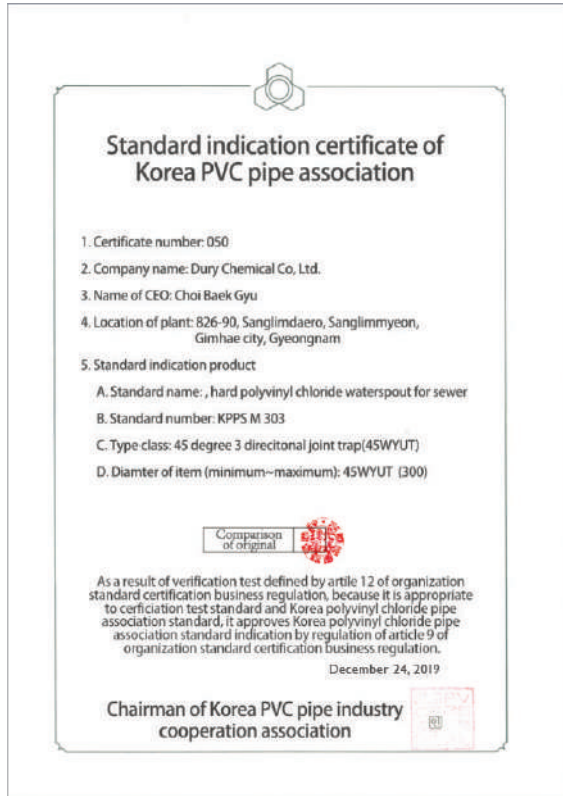 Standard indication certificate of
Korea PVC pipe association
1. Certificate number: 050
2. Company name: Dury Chemical Co, Ltd.
3. Name of CEO: Choi Baek Gyu
4. Location of plant: 826-90, Sanglimdaero, Sanglimmyeon,
Gimhae city, Gyeongnam
5. Standard indication product
A. Standard name: , hard polyvinyl chloride waterspout for sewer
B. Standard number: KPPS M 303
C. Type class: 45 degree 3 direcitonal joint trap(45WYUT)
D. Diamter of item (minimum~maximum): 45WYUT (300)
Comparison
of original
As a result of verification test defined by artile 12 of organization
standard certification business regulation, because it is appropriate
to cerficiation test standard and Korea polyvinyl chloride pipe
association standard, it approves Korea polyvinyl chloride pipe
association standard indication by regulation of article 9 of
organization standard certification business regulation.
December 24, 2019
Chairman of Korea PVC pipe industry
cooperation association
인